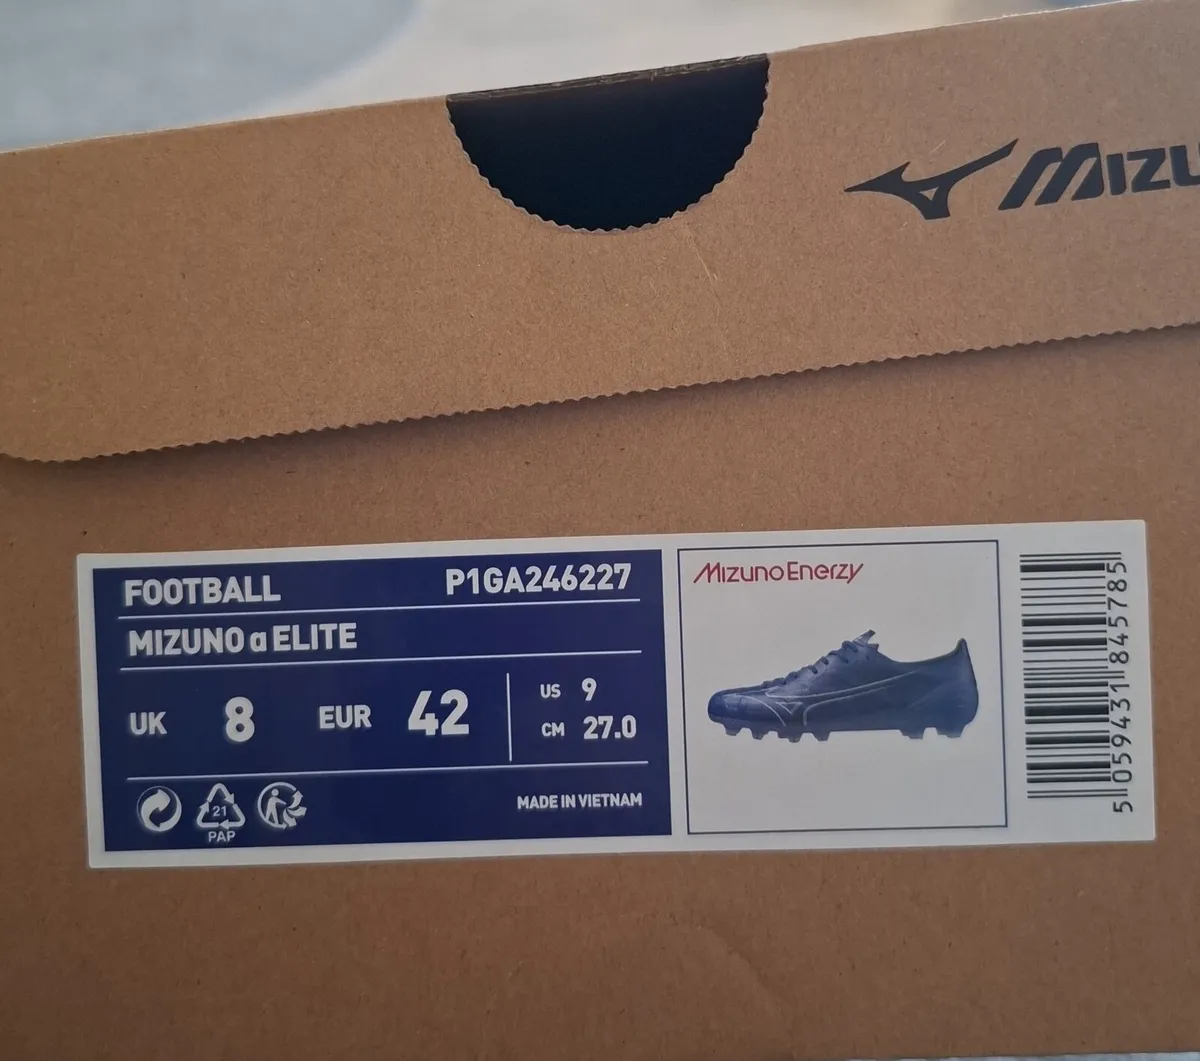 MIZU
FOOTBALL P1GA246227
MIZUNO α ELITE
UK 8 EUR 42 US 9
CM 27.0
21
PAP
MADE IN VIETNAM
MizunoEnerzy
5 059431 845785